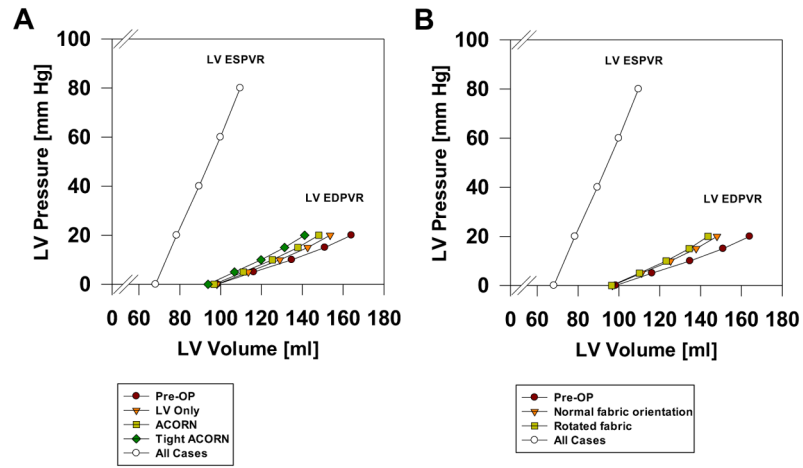 A
LV Pressure [mm Hg]
100
80
60
40
20
0
LV ESPVR
LV EDPVR
0 60 80 100 120 140 160 180
LV Volume [ml]
Pre-OP
LV Only
ACORN
Tight ACORN
All Cases
B
LV Pressure [mm Hg]
100
80
60
40
20
0
LV ESPVR
LV EDPVR
0 60 80 100 120 140 160 180
LV Volume [ml]
Pre-OP
Normal fabric orientation
Rotated fabric
All Cases